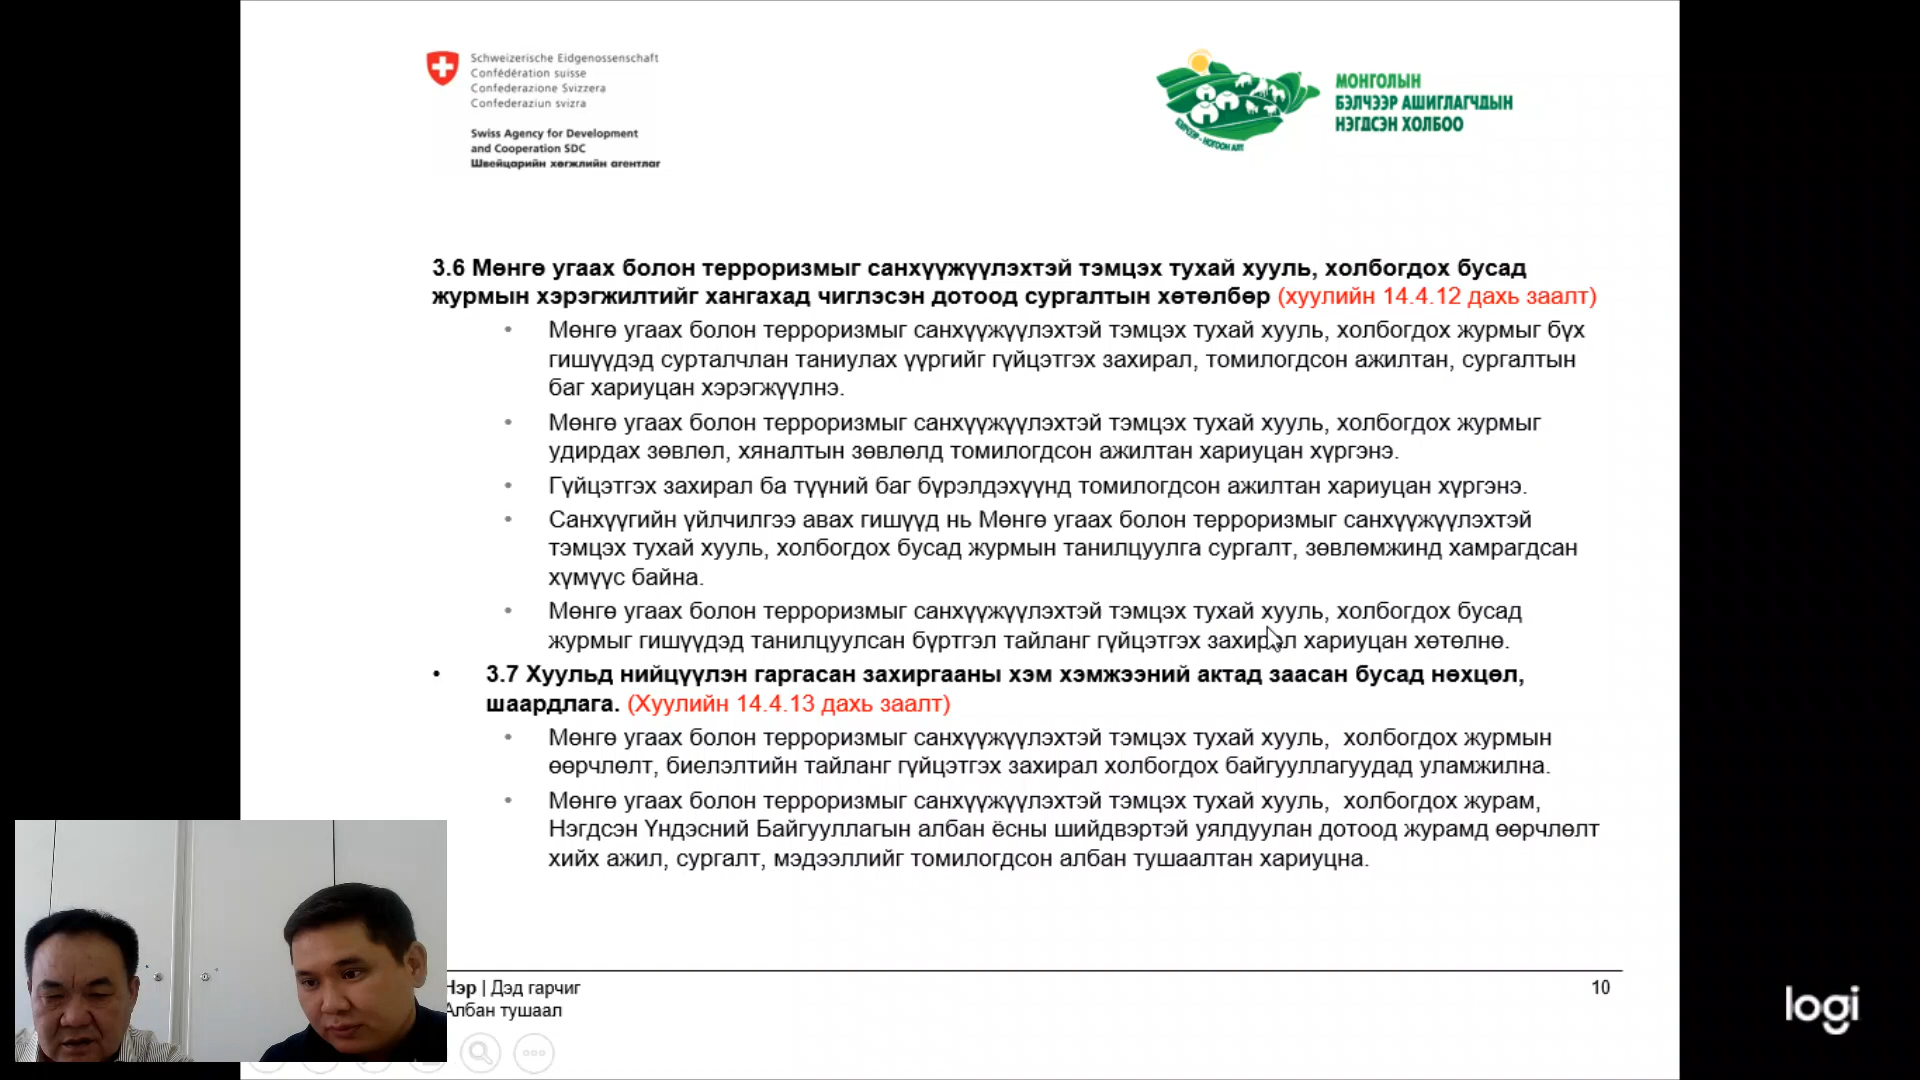 Schweizerische Eidgenossenschaft
Confédération suisse
Confederazione Svizzera
Confederaziun svizra
Swiss Agency for Development
and Cooperation SDC
Швейцарийн хөгжлийн агентлаг
БЭЛЧЭЭР - НОГООН АЛТ
МОНГОЛЫН
БЭЛЧЭЭР АШИГЛАГЧДЫН
НЭГДСЭН ХОЛБОО
3.6 Мөнгө угаах болон терроризмыг санхүүжүүлэхтэй тэмцэх тухай хууль, холбогдох бусад
журмын хэрэгжилтийг хангахад чиглэсэн дотоод сургалтын хөтөлбөр (хуулийн 14.4.12 дахь заалт)
• Мөнгө угаах болон терроризмыг санхүүжүүлэхтэй тэмцэх тухай хууль, холбогдох журмыг бүх
гишүүдэд сурталчлан таниулах үүргийг гүйцэтгэх захирал, томилогдсон ажилтан, сургалтын
баг хариуцан хэрэгжүүлнэ.
• Мөнгө угаах болон терроризмыг санхүүжүүлэхтэй тэмцэх тухай хууль, холбогдох журмыг
удирдах зөвлөл, хяналтын зөвлөлд томилогдсон ажилтан хариуцан хүргэнэ.
• Гүйцэтгэх захирал ба түүний баг бүрэлдэхүүнд томилогдсон ажилтан хариуцан хүргэнэ.
• Санхүүгийн үйлчилгээ авах гишүүд нь Мөнгө угаах болон терроризмыг санхүүжүүлэхтэй
тэмцэх тухай хууль, холбогдох бусад журмын танилцуулга сургалт, зөвлөмжинд хамрагдсан
хүмүүс байна.
• Мөнгө угаах болон терроризмыг санхүүжүүлэхтэй тэмцэх тухай хууль, холбогдох бусад
журмыг гишүүдэд танилцуулсан бүртгэл тайланг гүйцэтгэх захирал хариуцан хөтөлнө.
• 3.7 Хуульд нийцүүлэн гаргасан захиргааны хэм хэмжээний актад заасан бусад нөхцөл,
шаардлага. (Хуулийн 14.4.13 дахь заалт)
• Мөнгө угаах болон терроризмыг санхүүжүүлэхтэй тэмцэх тухай хууль, холбогдох журмын
өөрчлөлт, биелэлтийн тайланг гүйцэтгэх захирал холбогдох байгууллагуудад уламжилна.
• Мөнгө угаах болон терроризмыг санхүүжүүлэхтэй тэмцэх тухай хууль, холбогдох журам,
Нэгдсэн Үндэсний Байгууллагын албан ёсны шийдвэртэй уялдуулан дотоод журамд өөрчлөлт
хийх ажил, сургалт, мэдээллийг томилогдсон албан тушаалтан хариуцна.
Нэр | Дэд гарчиг
Албан тушаал
10
logi